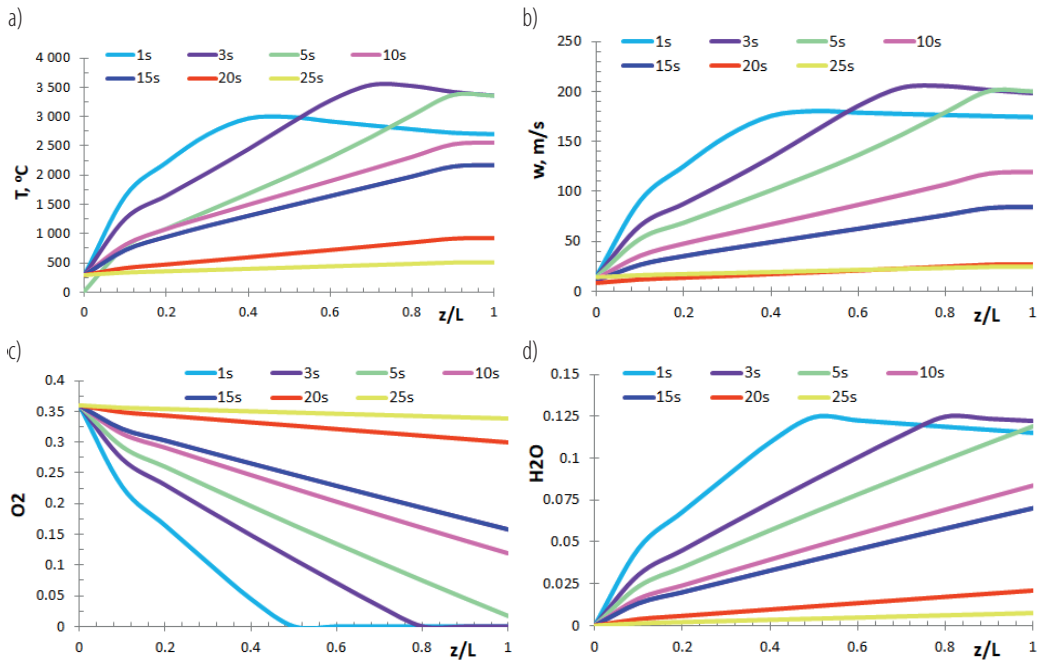 a)
1s 3s 5s 10s
15s 20s 25s
4 000
3 500
3 000
2 500
2 000
1 500
1 000
500
0
T, ºC
0 0.2 0.4 0.6 0.8 1
z/L
b)
1s 3s 5s 10s
15s 20s 25s
250
200
150
100
50
0
w, m/s
0 0.2 0.4 0.6 0.8 1
z/L
c)
1s 3s 5s 10s
15s 20s 25s
0.4
0.35
0.3
0.25
0.2
0.15
0.1
0.05
0
O2
0 0.2 0.4 0.6 0.8 1
z/L
d)
1s 3s 5s 10s
15s 20s 25s
0.15
0.125
0.1
0.075
0.05
0.025
0
H2O
0 0.2 0.4 0.6 0.8 1
z/L